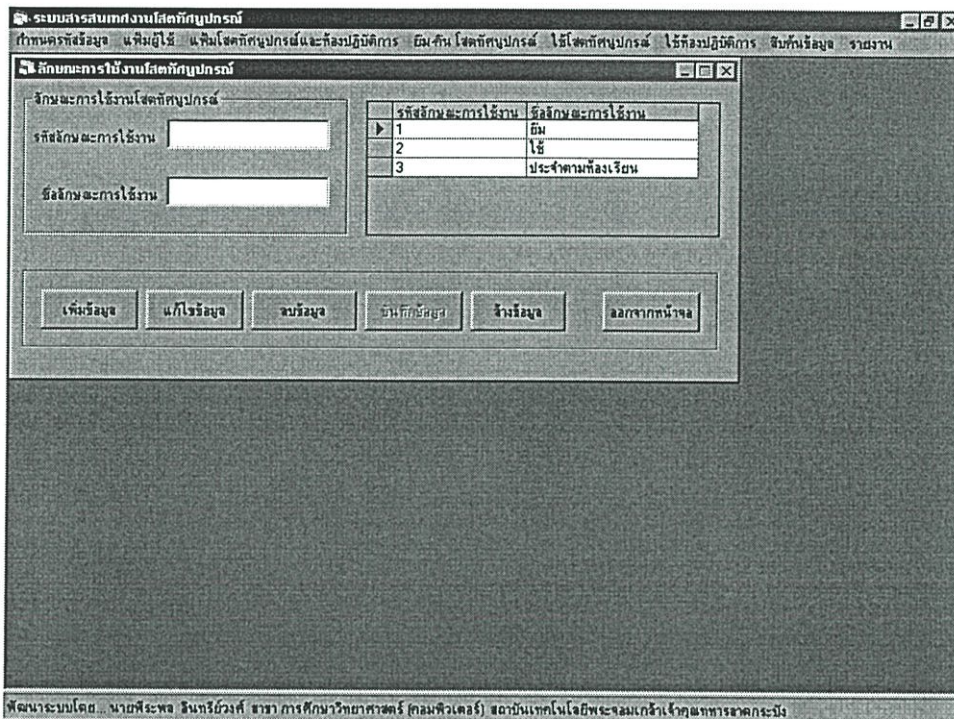 ระบบสารสนเทศงานโสตทัศนูปกรณ์
กำหนดรหัสข้อมูล แฟ้มผู้ใช้ แฟ้มโสตทัศนูปกรณ์และห้องปฏิบัติการ ยืม-คืน โสตทัศนูปกรณ์ ใช้โสตทัศนูปกรณ์ ใช้ห้องปฏิบัติการ สืบค้นข้อมูล รายงาน
ลักษณะการใช้งานโสตทัศนูปกรณ์
ลักษณะการใช้งานโสตทัศนูปกรณ์
รหัสลักษณะการใช้งาน
ชื่อลักษณะการใช้งาน
รหัสลักษณะการใช้งาน ชื่อลักษณะการใช้งาน
1 ยืม
2 ใช้
3 ประจำตามห้องเรียน
เพิ่มข้อมูล แก้ไขข้อมูล ลบข้อมูล บันทึกข้อมูล ล้างข้อมูล ออกจากหน้าจอ
พัฒนาระบบโดย... นายพีระพล อินทรีย์วงศ์ สาขา การศึกษาวิทยาศาสตร์ (คอมพิวเตอร์) สถาบันเทคโนโลยีพระจอมเกล้าเจ้าคุณทหารลาดกระบัง